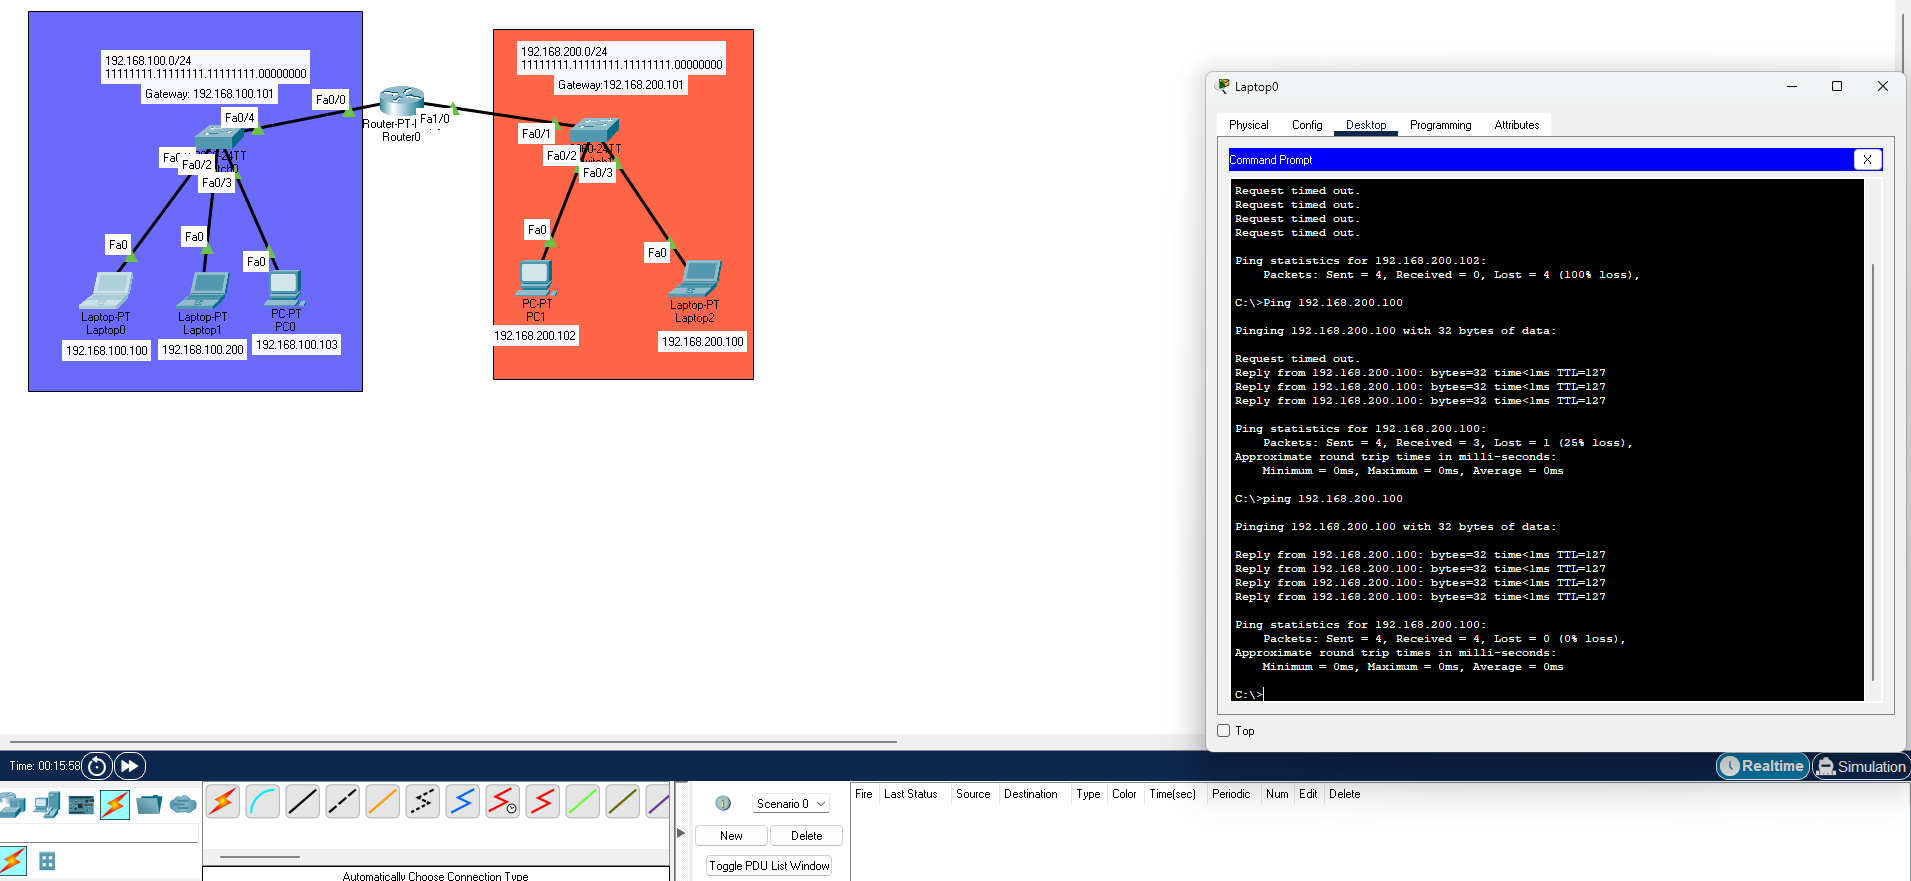 192.168.100.0/24
11111111.11111111.11111111.00000000
Gateway: 192.168.100.101
Fa0/4
Fa0/0
Router-PT-
Router0
Fa1/0
Fa0/2
Fa0/3
Fa0
Fa0
Fa0
Laptop-PT
Laptop0
192.168.100.100
Laptop-PT
Laptop1
192.168.100.200
PC-PT
PC0
192.168.100.103
192.168.200.0/24
11111111.11111111.11111111.00000000
Gateway:192.168.200.101
Fa0/1
Fa0/2
Fa0/3
Fa0
Fa0
PC-PT
PC1
192.168.200.102
Laptop-PT
Laptop2
192.168.200.100
Laptop0
Physical Config Desktop Programming Attributes
Command Prompt
X
Request timed out.
Request timed out.
Request timed out.
Request timed out.
Ping statistics for 192.168.200.102:
Packets: Sent = 4, Received = 0, Lost = 4 (100% loss),
C:\>Ping 192.168.200.100
Pinging 192.168.200.100 with 32 bytes of data:
Request timed out.
Reply from 192.168.200.100: bytes=32 time<1ms TTL=127
Reply from 192.168.200.100: bytes=32 time<1ms TTL=127
Reply from 192.168.200.100: bytes=32 time<1ms TTL=127
Ping statistics for 192.168.200.100:
Packets: Sent = 4, Received = 3, Lost = 1 (25% loss),
Approximate round trip times in milli-seconds:
Minimum = 0ms, Maximum = 0ms, Average = 0ms
C:\>ping 192.168.200.100
Pinging 192.168.200.100 with 32 bytes of data:
Reply from 192.168.200.100: bytes=32 time<1ms TTL=127
Reply from 192.168.200.100: bytes=32 time<1ms TTL=127
Reply from 192.168.200.100: bytes=32 time<1ms TTL=127
Reply from 192.168.200.100: bytes=32 time<1ms TTL=127
Ping statistics for 192.168.200.100:
Packets: Sent = 4, Received = 4, Lost = 0 (0% loss),
Approximate round trip times in milli-seconds:
Minimum = 0ms, Maximum = 0ms, Average = 0ms
C:\>
Top
Time: 00:15:58
Realtime
Simulation
Scenario 0
New
Delete
Toggle PDU List Window
Fire Last Status Source Destination Type Color Time(sec) Periodic Num Edit Delete
Automatically Choose Connection Type